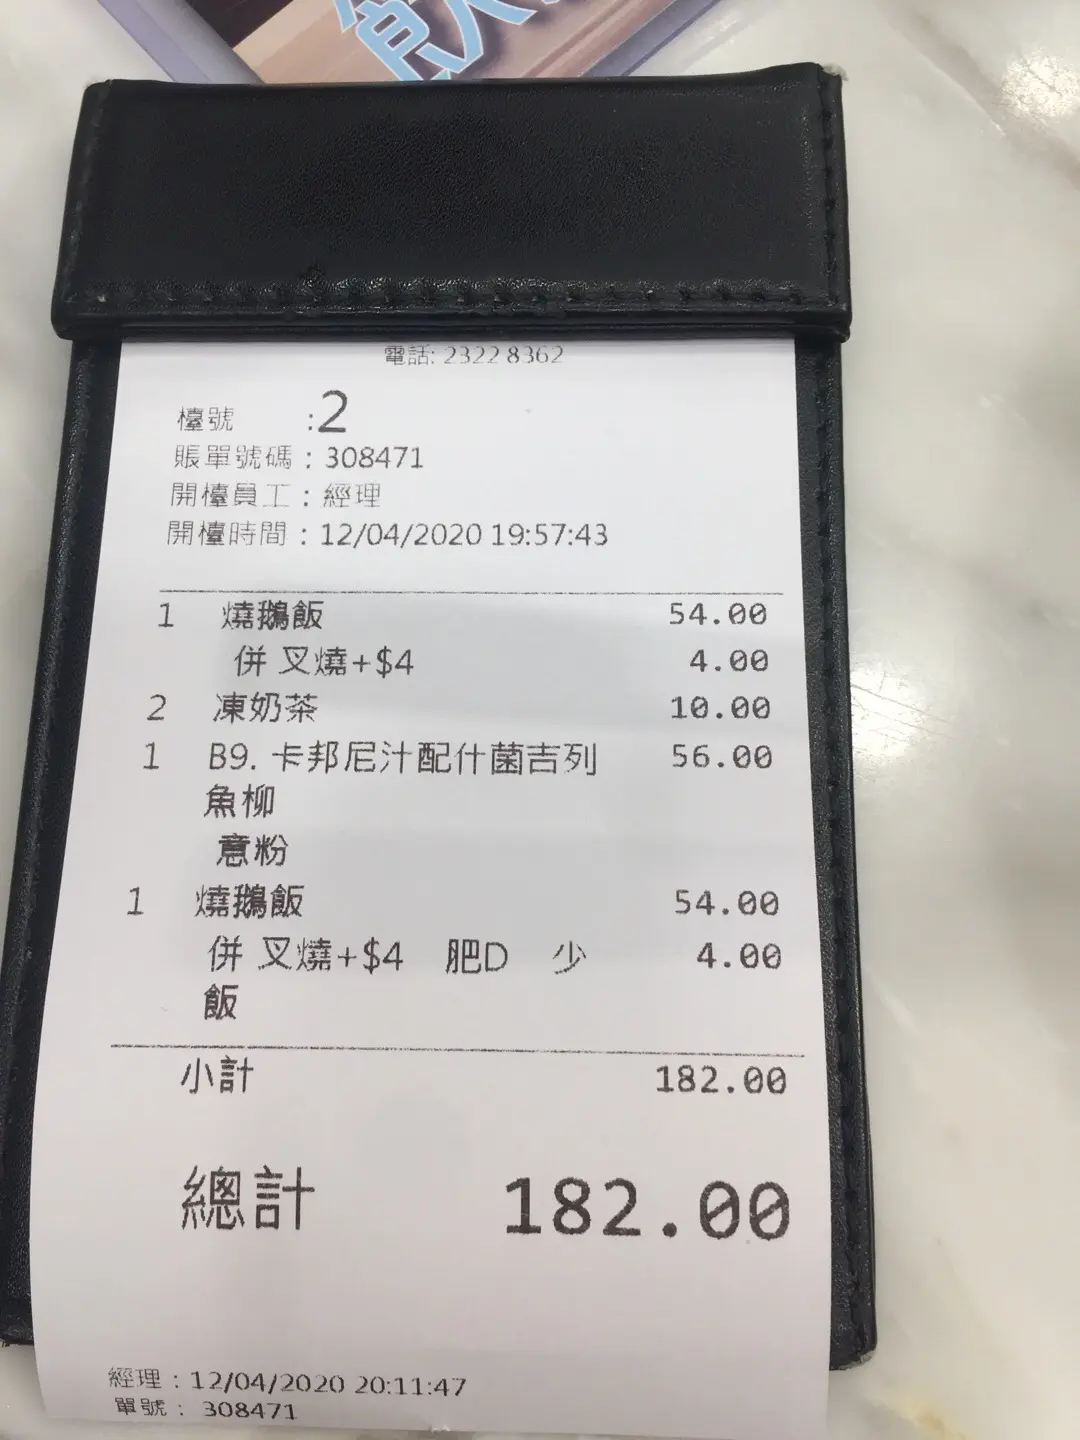 飲
電話: 2322 8362
檯號 :2
賬單號碼 : 308471
開檯員工 : 經理
開檯時間 : 12/04/2020 19:57:43
1 燒鵝飯 54.00
併 叉燒+$4 4.00
2 凍奶茶 10.00
1 B9. 卡邦尼汁配什菌吉列 56.00
魚柳
意粉
1 燒鵝飯 54.00
併 叉燒+$4 肥D 少 4.00
飯
小計 182.00
總計 182.00
經理 : 12/04/2020 20:11:47
單號 : 308471